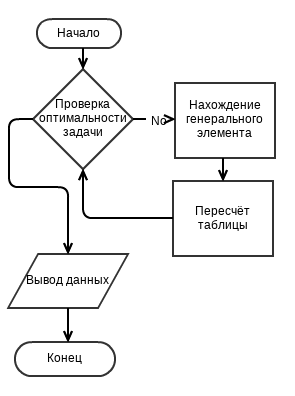 Начало
Проверка
оптимальности
задачи
No
Нахождение
генерального
элемента
Пересчёт
таблицы
Вывод данных
Конец